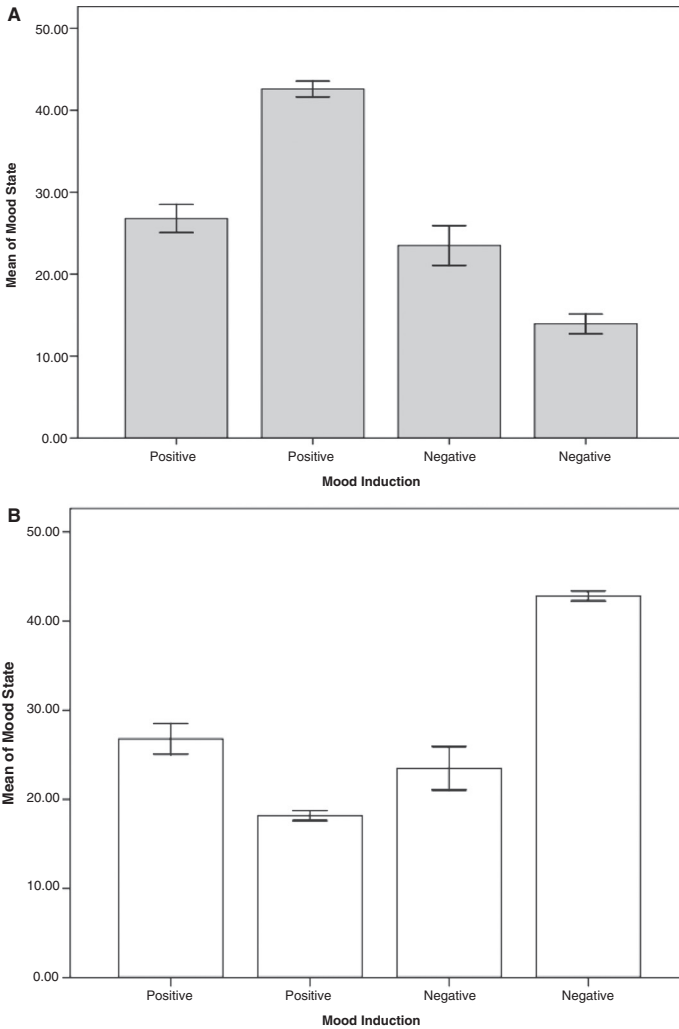 A
50.00
40.00
30.00
20.00
10.00
0.00
Mean of Mood State
Positive Positive Negative Negative
Mood Induction
B
50.00
40.00
30.00
20.00
10.00
0.00
Mean of Mood State
Positive Positive Negative Negative
Mood Induction